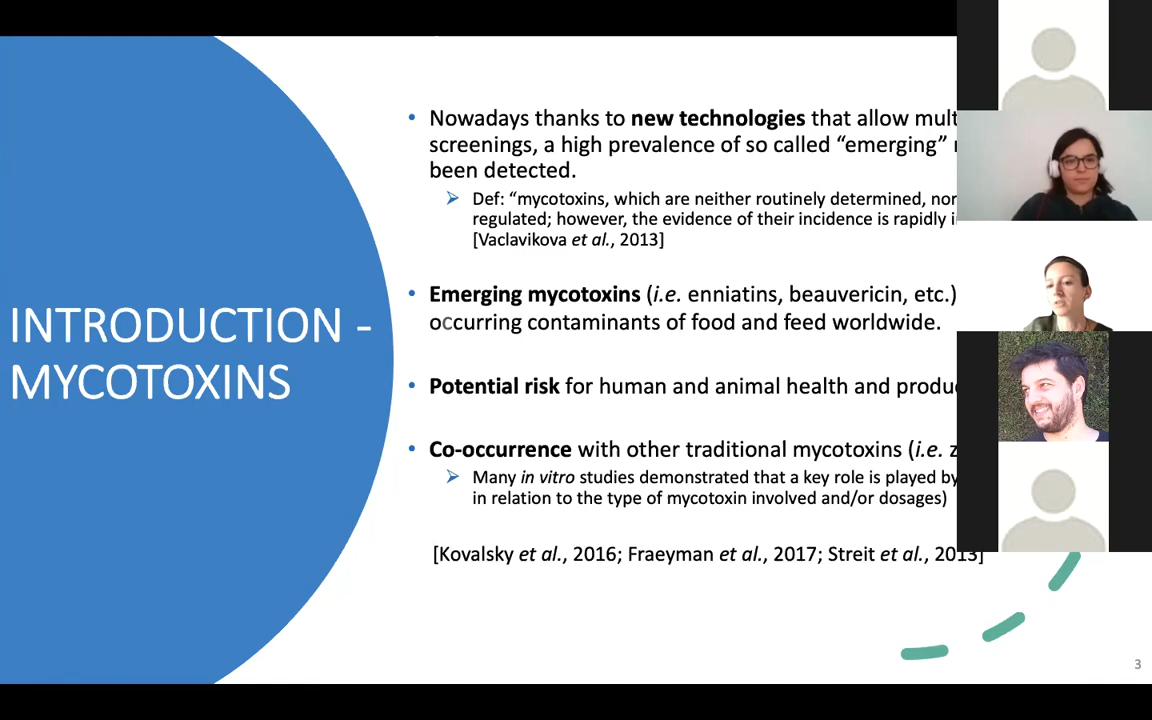 INTRODUCTION -
MYCOTOXINS
• Nowadays thanks to new technologies that allow
screenings, a high prevalence of so called “emerging”
been detected.
➢ Def: “mycotoxins, which are neither routinely determined, nor
regulated; however, the evidence of their incidence is rapidly
[Vaclavikova et al., 2013]
• Emerging mycotoxins (i.e. enniatins, beauvericin, etc.)
occurring contaminants of food and feed worldwide.
• Potential risk for human and animal health and
• Co-occurrence with other traditional mycotoxins (i.e.
➢ Many in vitro studies demonstrated that a key role is played by
in relation to the type of mycotoxin involved and/or dosages)
[Kovalsky et al., 2016; Fraeyman et al., 2017; Streit et al., 2013]
3